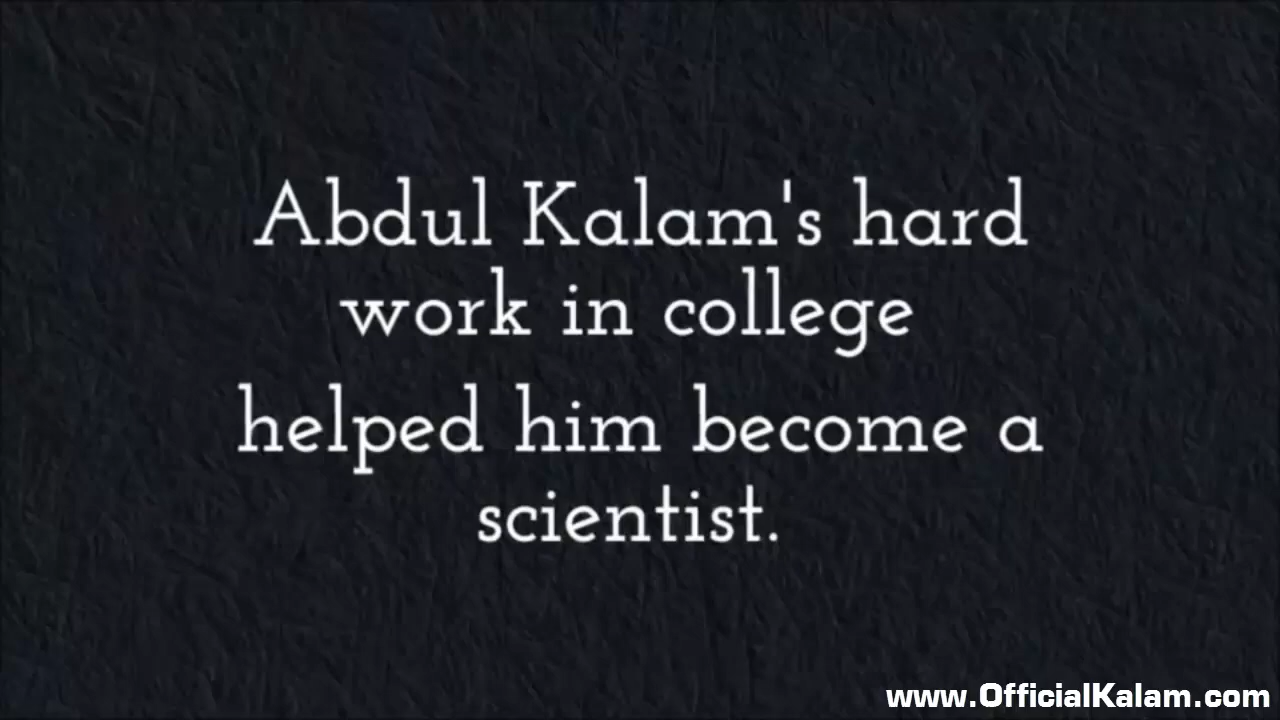 Abdul Kalam's hard
work in college
helped him become a
scientist.
www.OfficialKalam.com